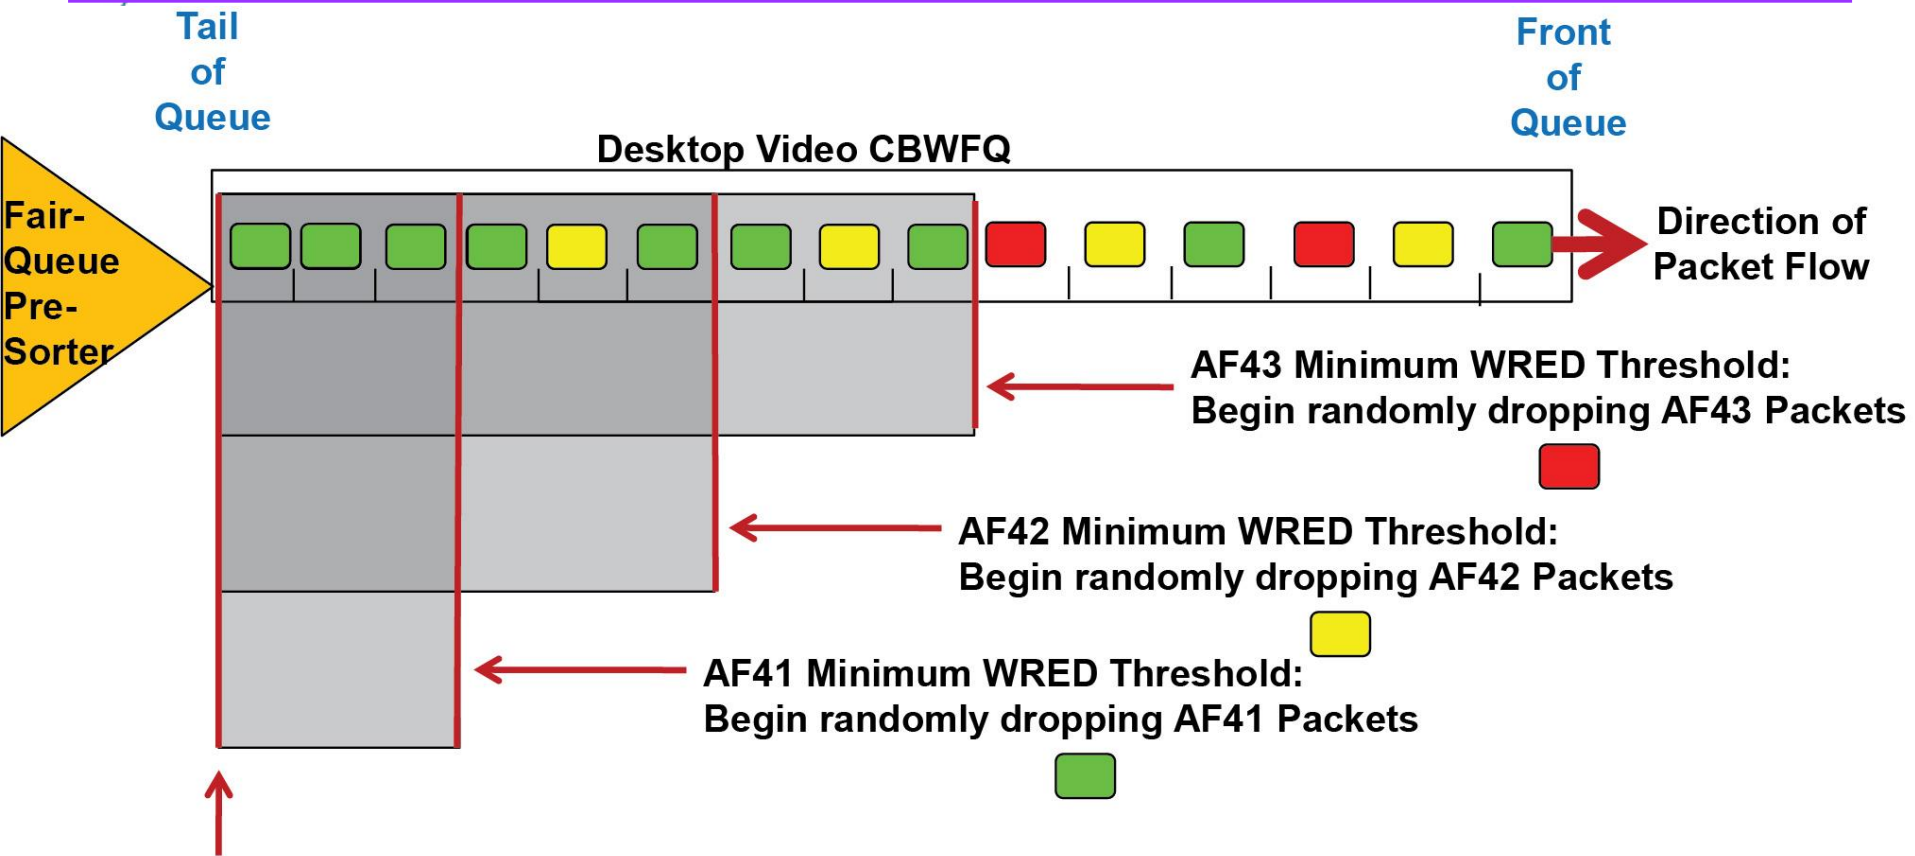 Tail
of
Queue
Front
of
Queue
Desktop Video CBWFQ
Fair-
Queue
Pre-
Sorter
Direction of
Packet Flow
AF43 Minimum WRED Threshold:
Begin randomly dropping AF43 Packets
AF42 Minimum WRED Threshold:
Begin randomly dropping AF42 Packets
AF41 Minimum WRED Threshold:
Begin randomly dropping AF41 Packets